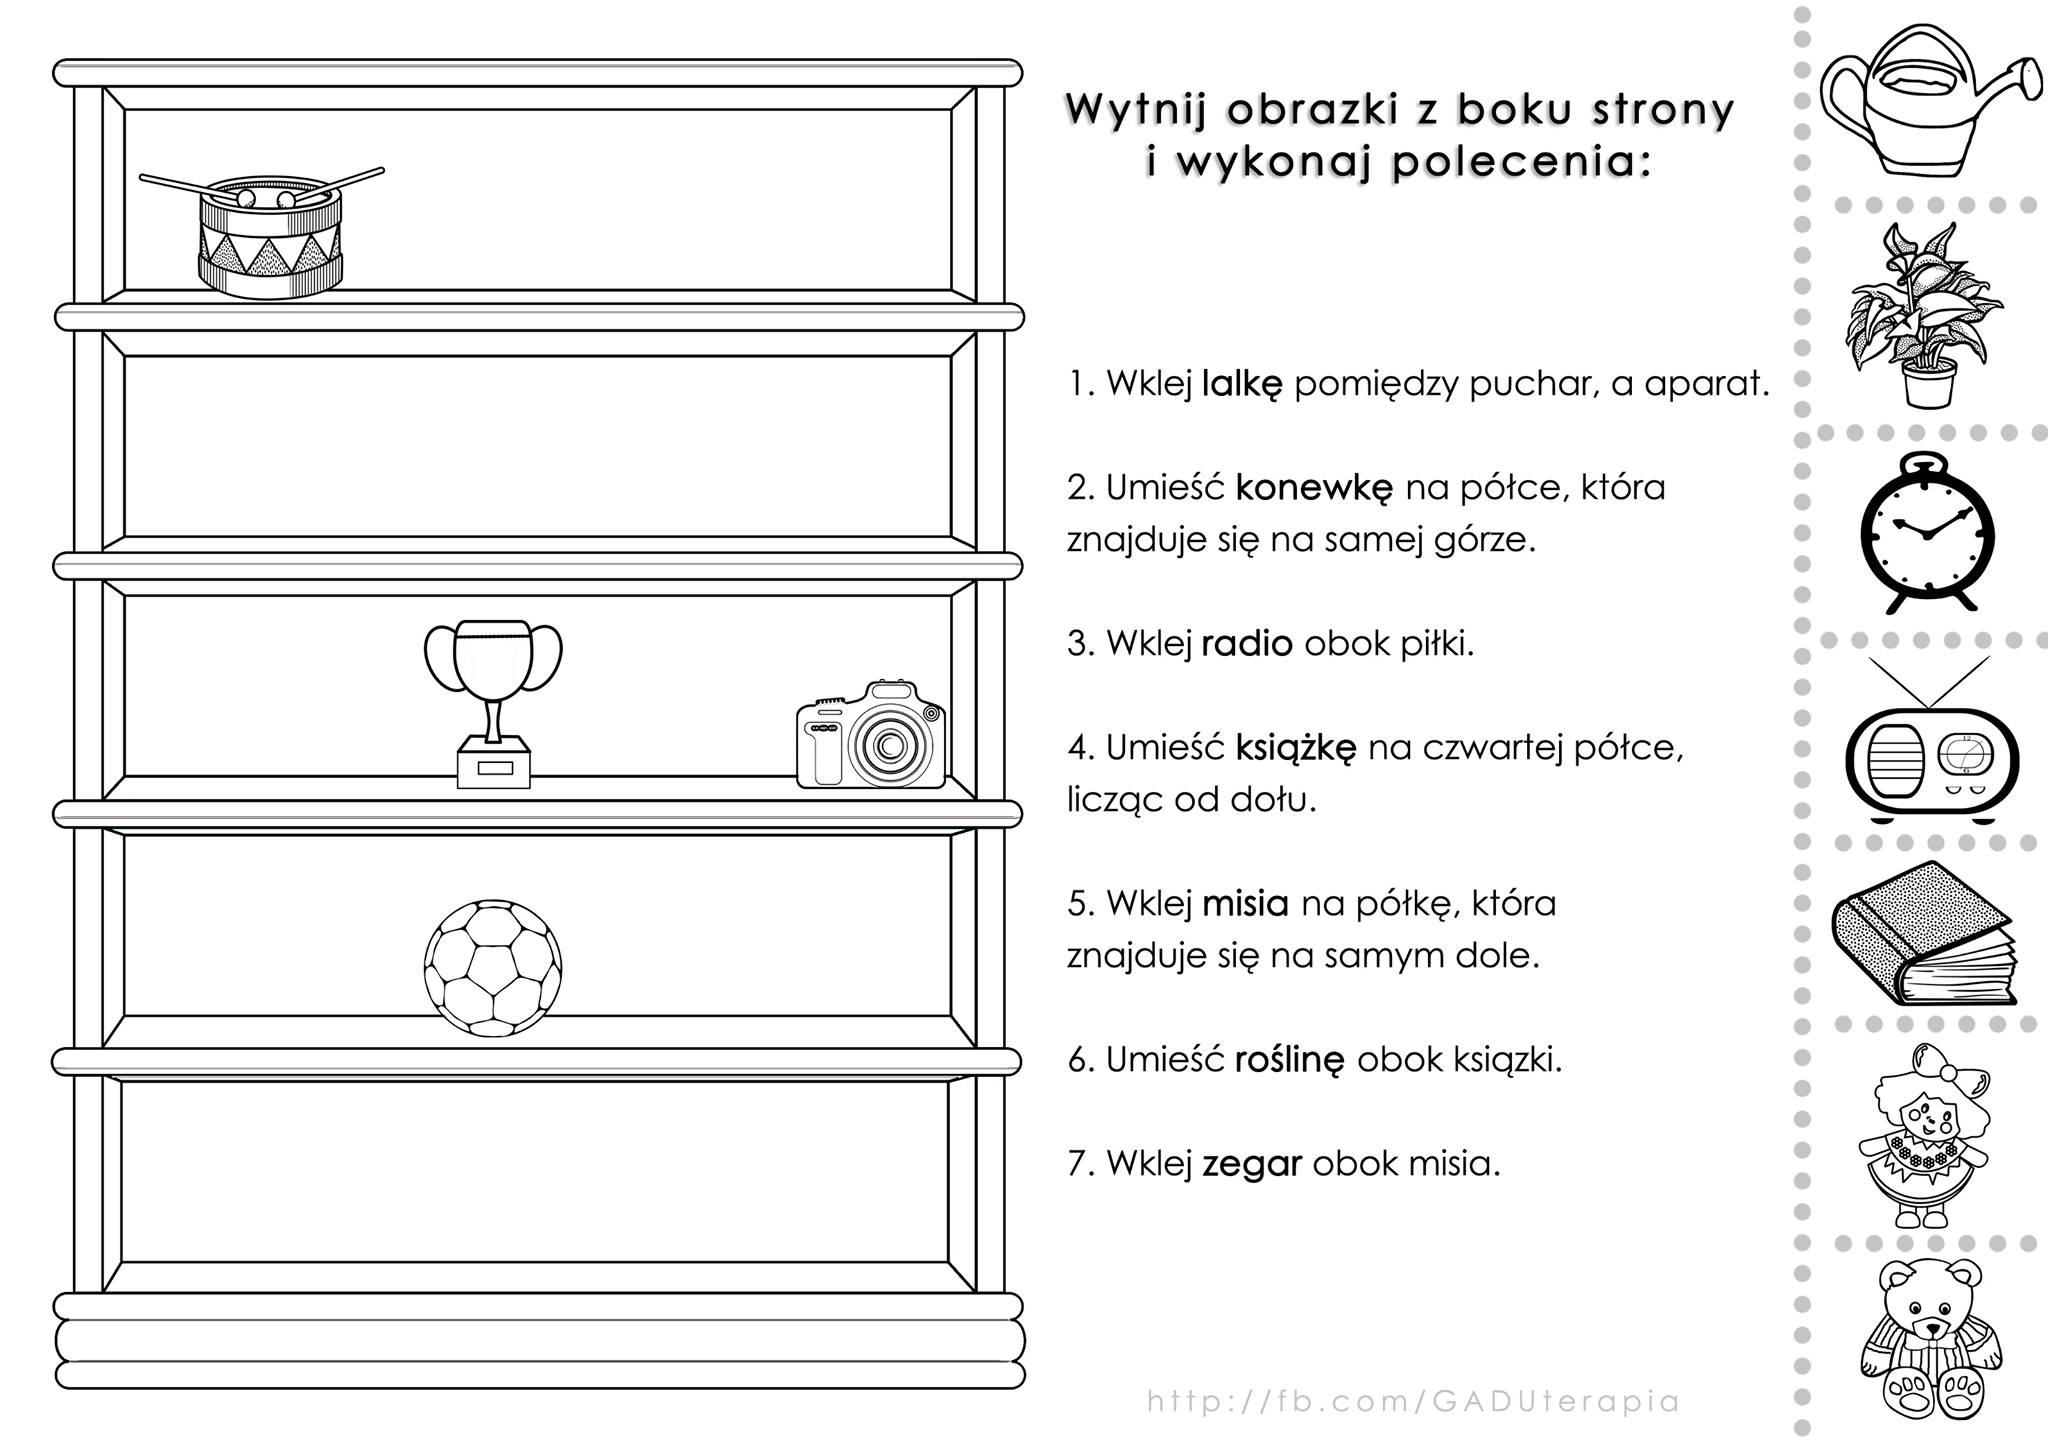 Wytnij obrazki z boku strony
i wykonaj polecenia:
1. Wklej lalkę pomiędzy puchar, a aparat.
2. Umieść konewkę na półce, która
znajduje się na samej górze.
3. Wklej radio obok piłki.
4. Umieść książkę na czwartej półce,
licząc od dołu.
5. Wklej misia na półkę, która
znajduje się na samym dole.
6. Umieść roślinę obok ksiązki.
7. Wklej zegar obok misia.
http://fb.com/GADUterapia
12
6